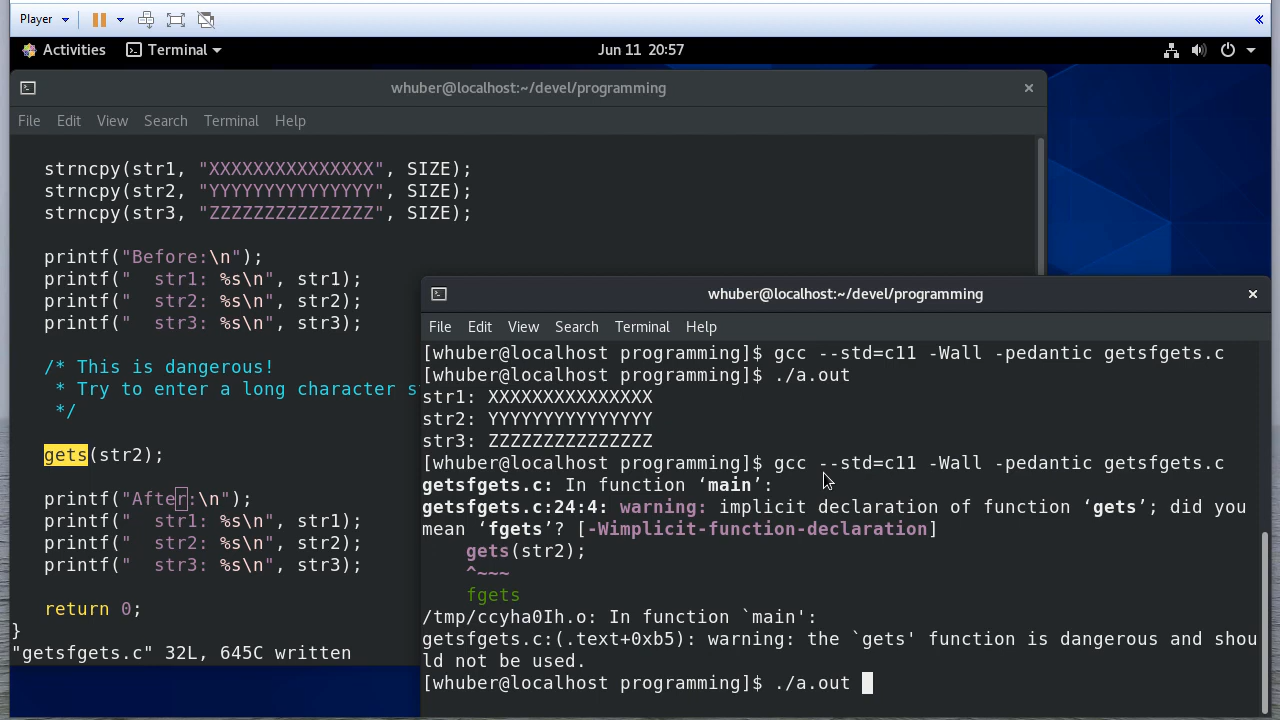 Player
Activities
Terminal
Jun 11 20:57
whuber@localhost:~/devel/programming
File Edit View Search Terminal Help
strncpy(str1, "XXXXXXXXXXXXXXX", SIZE);
strncpy(str2, "YYYYYYYYYYYYYYY", SIZE);
strncpy(str3, "ZZZZZZZZZZZZZZZ", SIZE);
printf("Before:\n");
printf("  str1: %s\n", str1);
printf("  str2: %s\n", str2);
printf("  str3: %s\n", str3);
/* This is dangerous!
 * Try to enter a long character s
 */
gets(str2);
printf("After:\n");
printf("  str1: %s\n", str1);
printf("  str2: %s\n", str2);
printf("  str3: %s\n", str3);
return 0;
}
"getsfgets.c" 32L, 645C written
whuber@localhost:~/devel/programming
File Edit View Search Terminal Help
[whuber@localhost programming]$ gcc --std=c11 -Wall -pedantic getsfgets.c
[whuber@localhost programming]$ ./a.out
str1: XXXXXXXXXXXXXXX
str2: YYYYYYYYYYYYYYY
str3: ZZZZZZZZZZZZZZZ
[whuber@localhost programming]$ gcc --std=c11 -Wall -pedantic getsfgets.c
getsfgets.c: In function ‘main’:
getsfgets.c:24:4: warning: implicit declaration of function ‘gets’; did you
mean ‘fgets’? [-Wimplicit-function-declaration]
    gets(str2);
    ^~~~
    fgets
/tmp/ccyha0Ih.o: In function `main':
getsfgets.c:(.text+0xb5): warning: the `gets' function is dangerous and shou
ld not be used.
[whuber@localhost programming]$ ./a.out